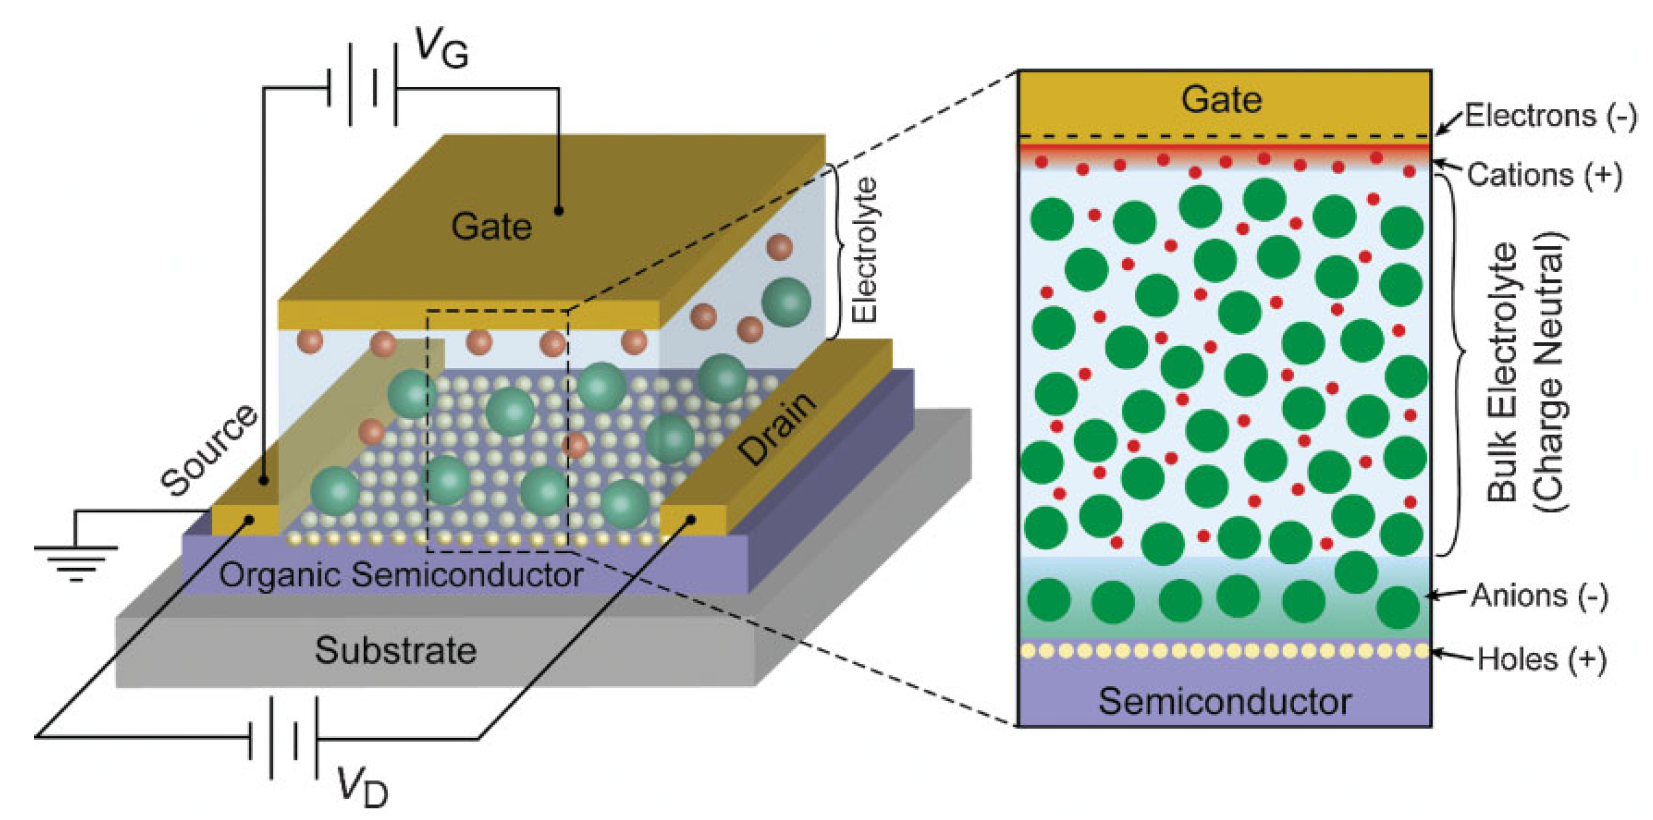 VG
Gate
Electrolyte
Source
Drain
Organic Semiconductor
Substrate
VD
Gate
Electrons (-)
Cations (+)
Bulk Electrolyte
(Charge Neutral)
Anions (-)
Holes (+)
Semiconductor